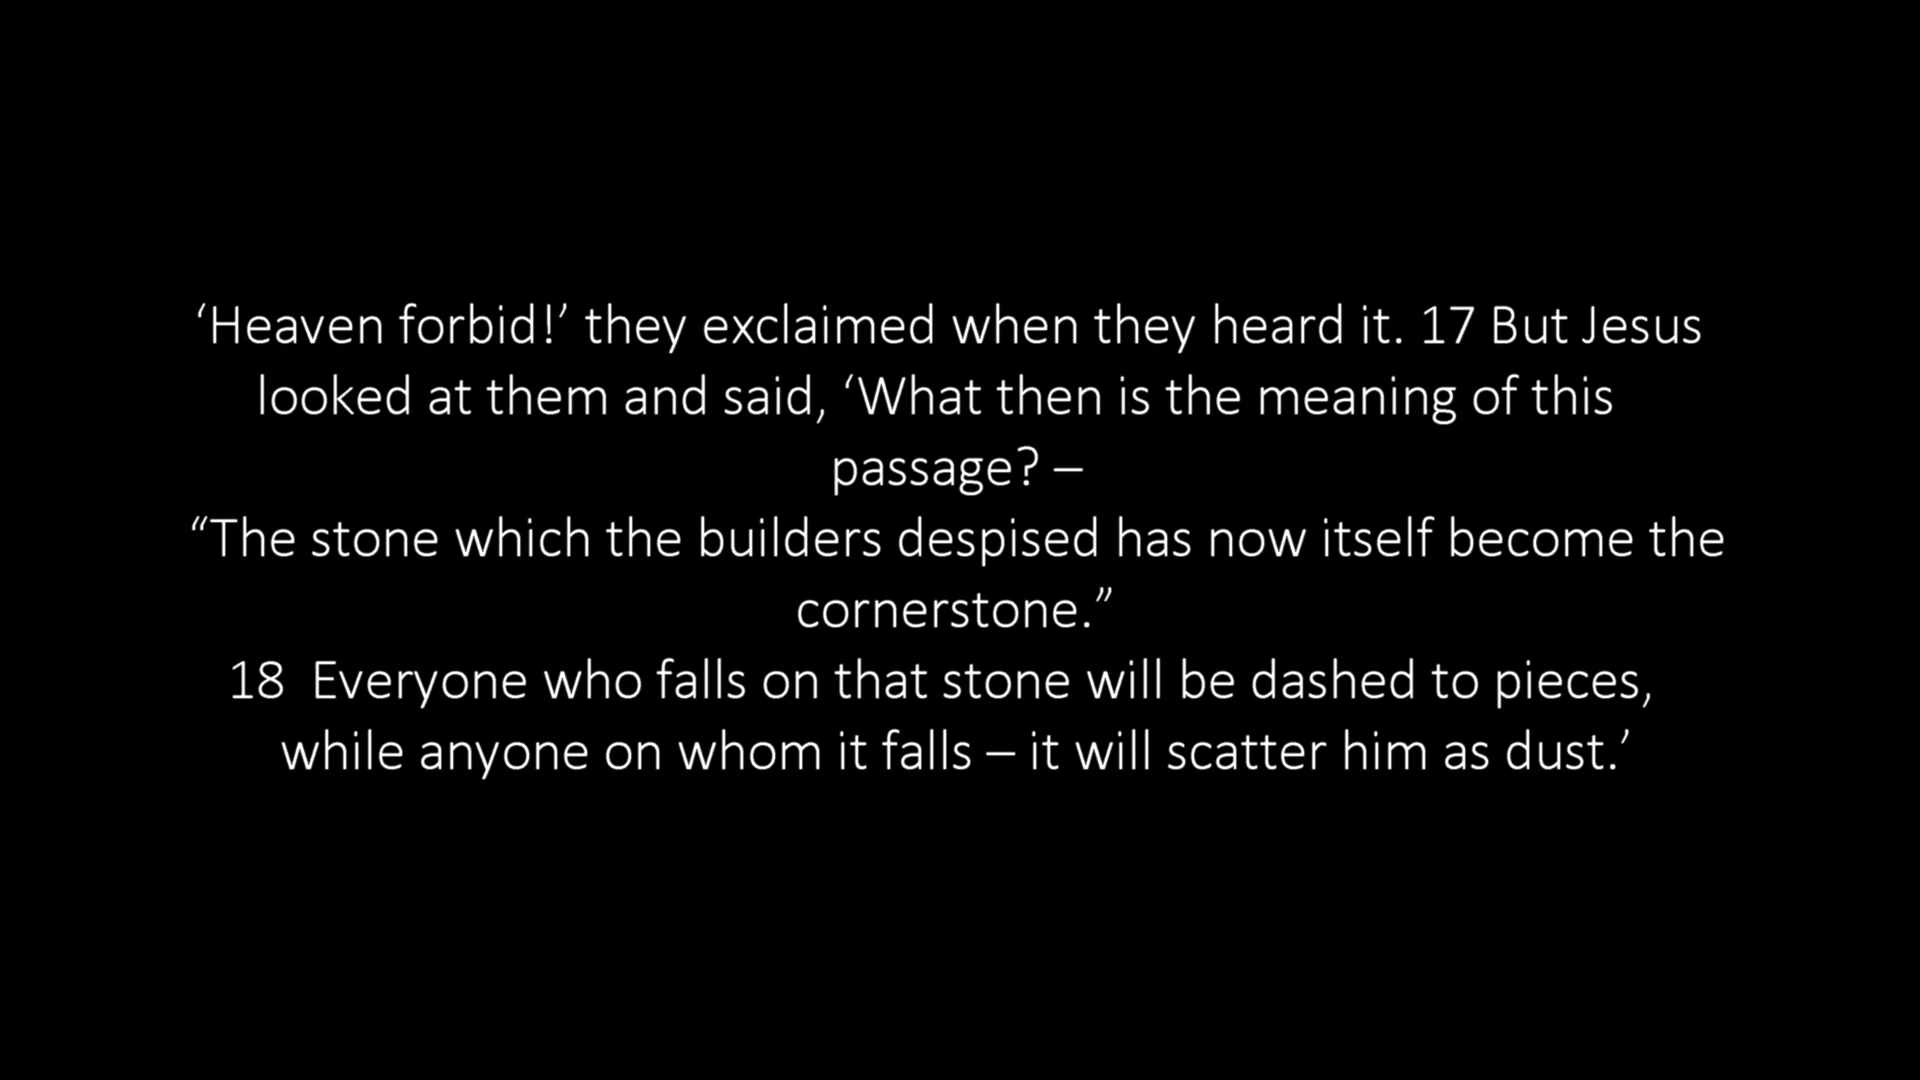 ‘Heaven forbid!’ they exclaimed when they heard it. 17 But Jesus
looked at them and said, ‘What then is the meaning of this
passage? –
“The stone which the builders despised has now itself become the
cornerstone.”
18  Everyone who falls on that stone will be dashed to pieces,
while anyone on whom it falls – it will scatter him as dust.’